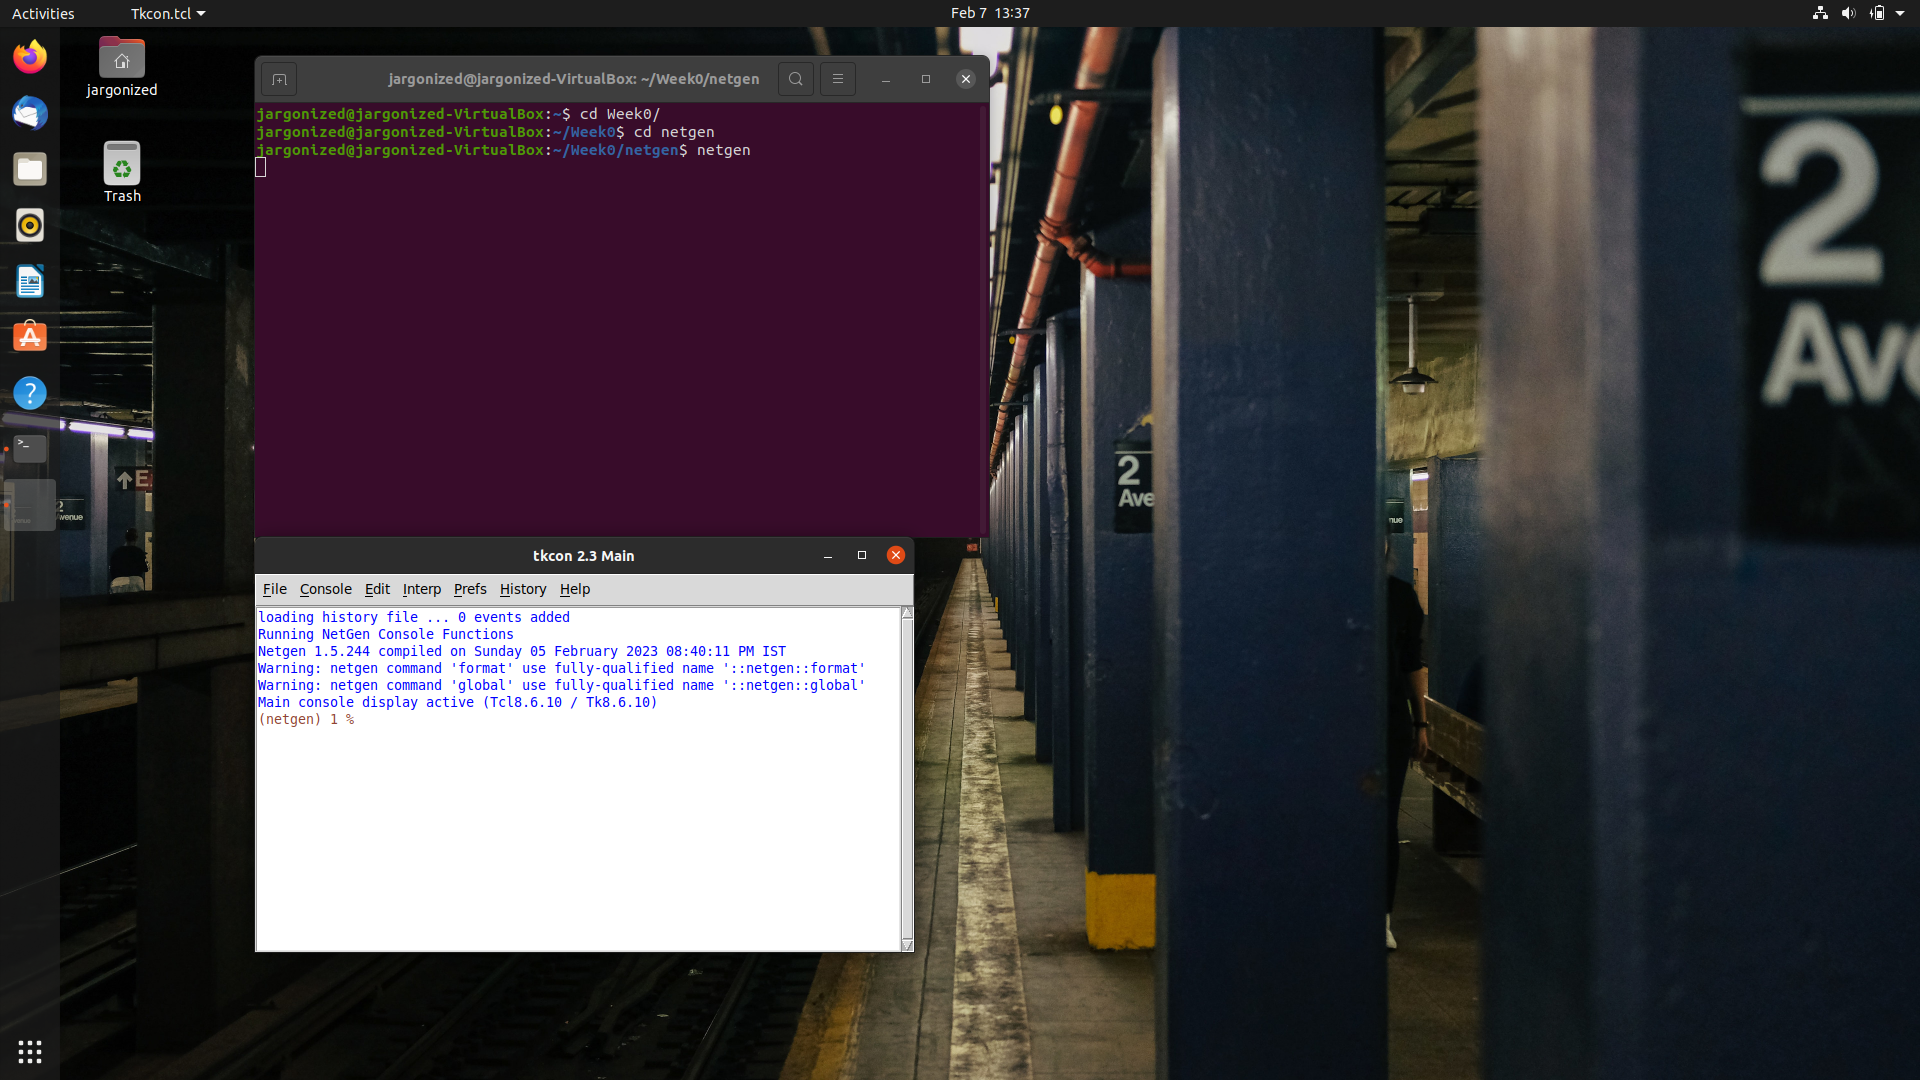 Activities
Tkcon.tcl
Feb 7 13:37
jargonized
Trash
jargonized@jargonized-VirtualBox: ~/Week0/netgen
jargonized@jargonized-VirtualBox:~$ cd Week0/
jargonized@jargonized-VirtualBox:~/Week0$ cd netgen
jargonized@jargonized-VirtualBox:~/Week0/netgen$ netgen
tkcon 2.3 Main
File Console Edit Interp Prefs History Help
loading history file ... 0 events added
Running NetGen Console Functions
Netgen 1.5.244 compiled on Sunday 05 February 2023 08:40:11 PM IST
Warning: netgen command 'format' use fully-qualified name '::netgen::format'
Warning: netgen command 'global' use fully-qualified name '::netgen::global'
Main console display active (Tcl8.6.10 / Tk8.6.10)
(netgen) 1 %
2
Ave
2
Ave
2
venue
nue
E